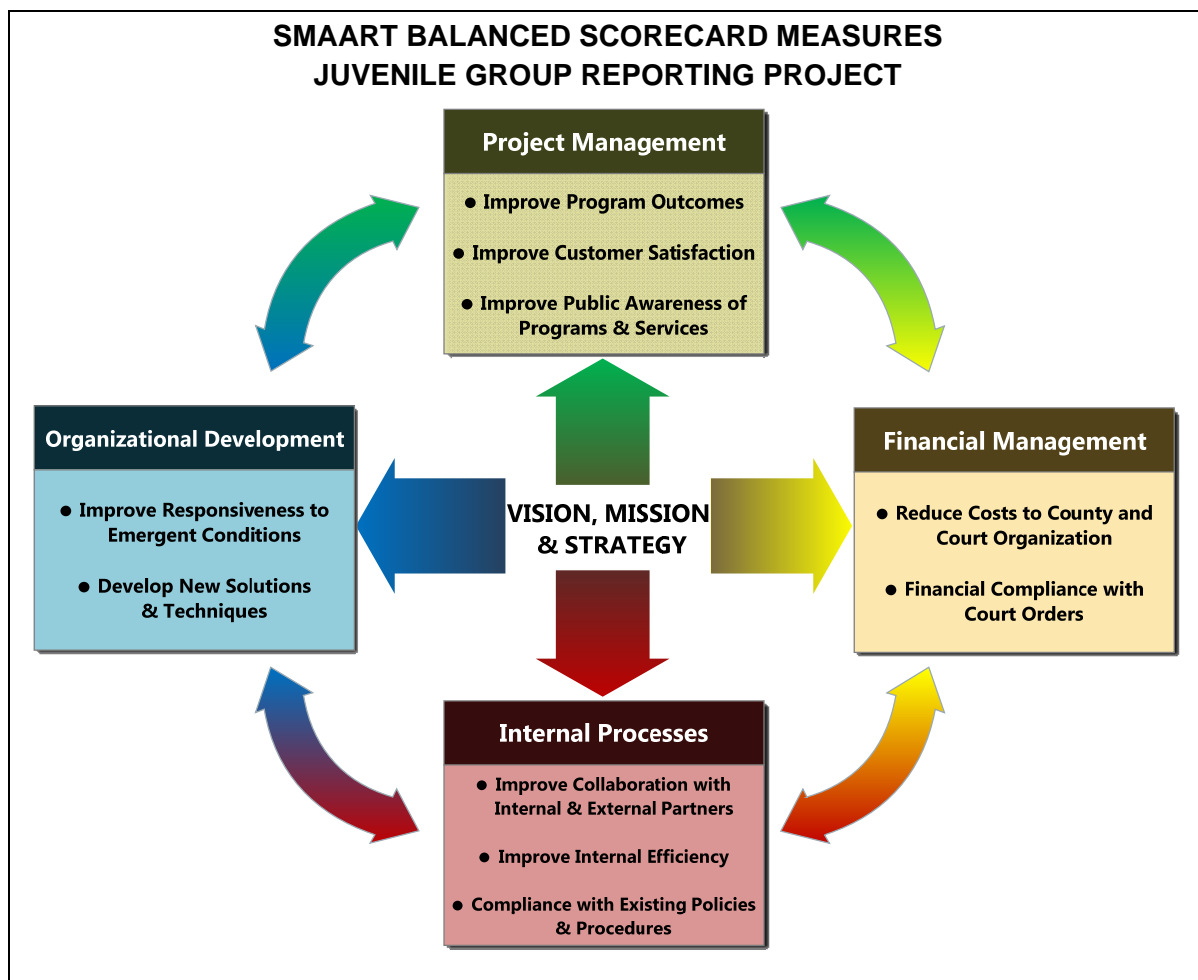 SMAART BALANCED SCORECARD MEASURES
JUVENILE GROUP REPORTING PROJECT
Project Management
● Improve Program Outcomes
● Improve Customer Satisfaction
● Improve Public Awareness of
Programs & Services
Organizational Development
● Improve Responsiveness to
Emergent Conditions
● Develop New Solutions
& Techniques
VISION, MISSION
& STRATEGY
Financial Management
● Reduce Costs to County and
Court Organization
● Financial Compliance with
Court Orders
Internal Processes
● Improve Collaboration with
Internal & External Partners
● Improve Internal Efficiency
● Compliance with Existing Policies
& Procedures